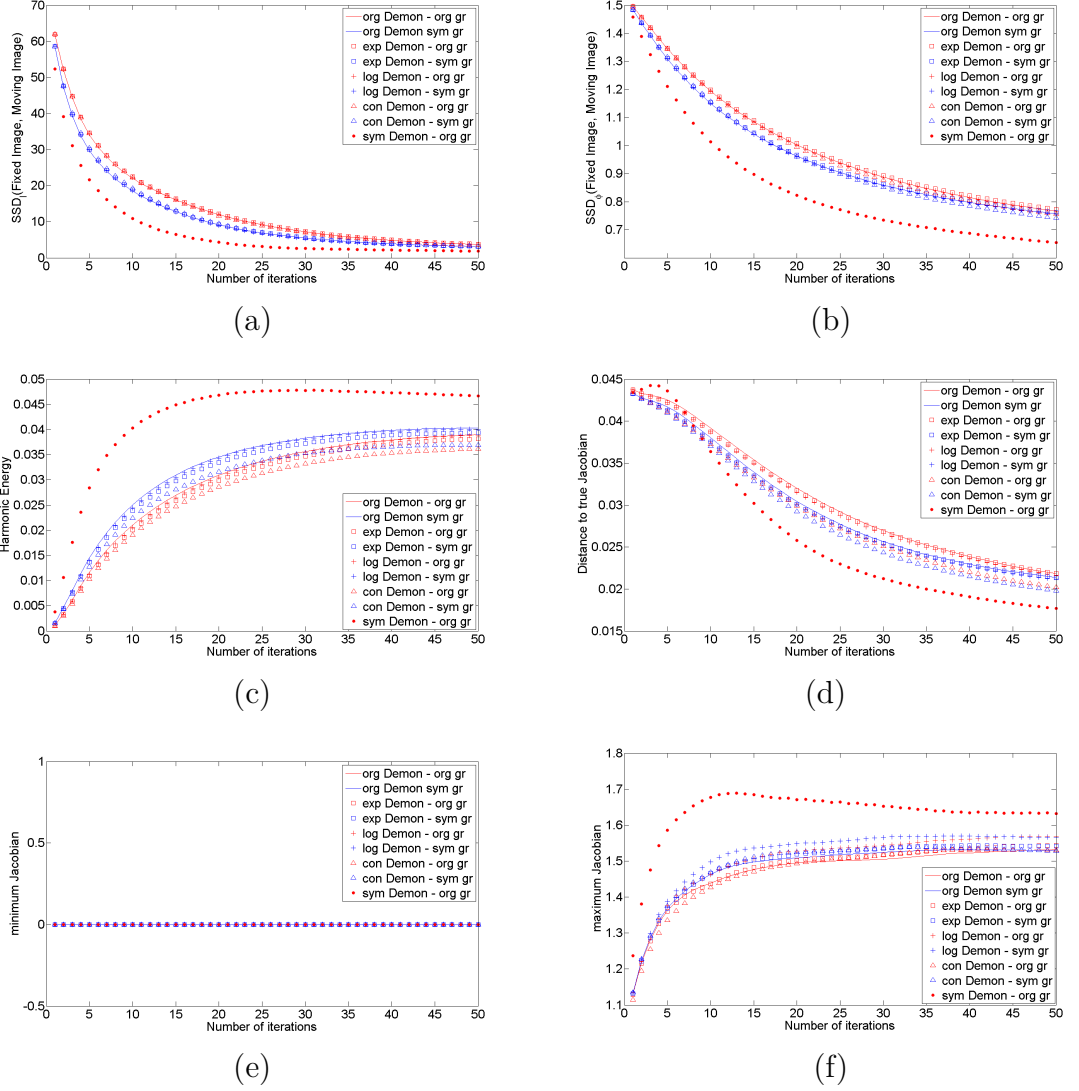 70
60
50
40
30
20
10
0
SSD_I(Fixed Image, Moving Image)
org Demon - org gr
org Demon sym gr
exp Demon - org gr
exp Demon - sym gr
log Demon - org gr
log Demon - sym gr
con Demon - org gr
con Demon - sym gr
sym Demon - org gr
0 5 10 15 20 25 30 35 40 45 50
Number of iterations
(a)
1.5
1.4
1.3
1.2
1.1
1
0.9
0.8
0.7
SSD_ϕ(Fixed Image, Moving Image)
org Demon - org gr
org Demon sym gr
exp Demon - org gr
exp Demon - sym gr
log Demon - org gr
log Demon - sym gr
con Demon - org gr
con Demon - sym gr
sym Demon - org gr
0 5 10 15 20 25 30 35 40 45 50
Number of iterations
(b)
0.05
0.045
0.04
0.035
0.03
0.025
0.02
0.015
0.01
0.005
0
Harmonic Energy
org Demon - org gr
org Demon sym gr
exp Demon - org gr
exp Demon - sym gr
log Demon - org gr
log Demon - sym gr
con Demon - org gr
con Demon - sym gr
sym Demon - org gr
0 5 10 15 20 25 30 35 40 45 50
Number of iterations
(c)
0.045
0.04
0.035
0.03
0.025
0.02
0.015
Distance to true Jacobian
org Demon - org gr
org Demon sym gr
exp Demon - org gr
exp Demon - sym gr
log Demon - org gr
log Demon - sym gr
con Demon - org gr
con Demon - sym gr
sym Demon - org gr
0 5 10 15 20 25 30 35 40 45 50
Number of iterations
(d)
1
0.5
0
-0.5
minimum Jacobian
org Demon - org gr
org Demon sym gr
exp Demon - org gr
exp Demon - sym gr
log Demon - org gr
log Demon - sym gr
con Demon - org gr
con Demon - sym gr
sym Demon - org gr
0 5 10 15 20 25 30 35 40 45 50
Number of iterations
(e)
1.8
1.7
1.6
1.5
1.4
1.3
1.2
1.1
maximum Jacobian
org Demon - org gr
org Demon sym gr
exp Demon - org gr
exp Demon - sym gr
log Demon - org gr
log Demon - sym gr
con Demon - org gr
con Demon - sym gr
sym Demon - org gr
0 5 10 15 20 25 30 35 40 45 50
Number of iterations
(f)